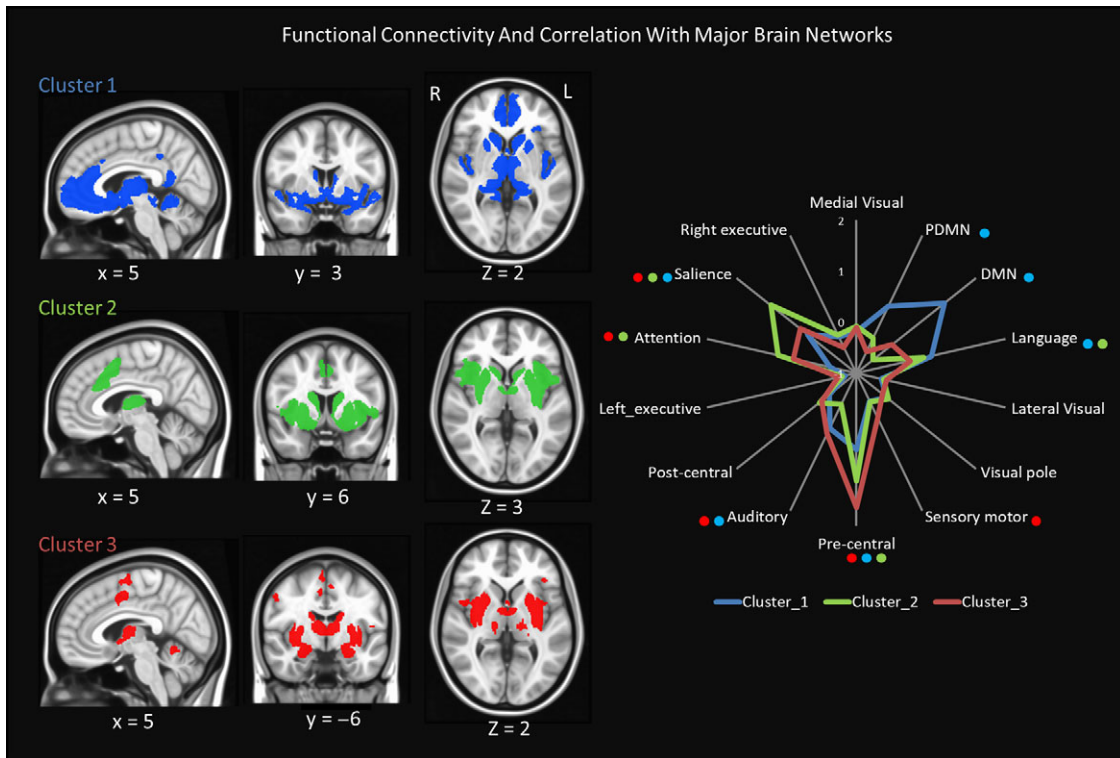 Functional Connectivity And Correlation With Major Brain Networks
Cluster 1
R
L
x = 5
y = 3
Z = 2
Cluster 2
x = 5
y = 6
Z = 3
Cluster 3
x = 5
y = −6
Z = 2
Medial Visual
Right executive
PDMN
2
Salience
DMN
1
Attention
0
Language
Left_executive
Lateral Visual
Post-central
Visual pole
Auditory
Sensory motor
Pre-central
Cluster_1
Cluster_2
Cluster_3